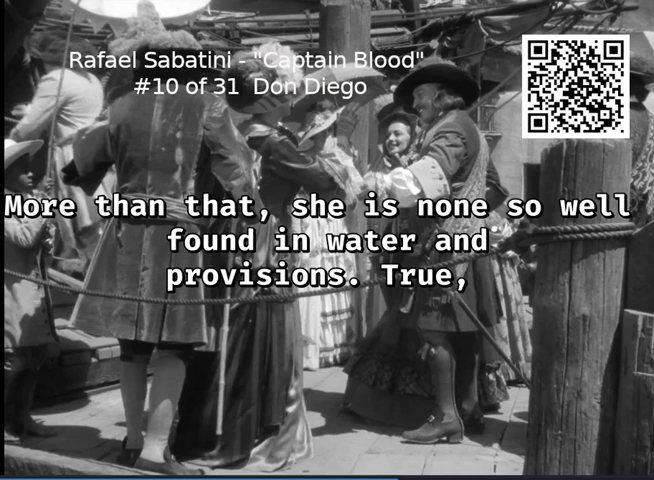 Rafael Sabatini - "Captain Blood"
#10 of 31 Don Diego
More than that, she is none so well
found in water and
provisions. True,